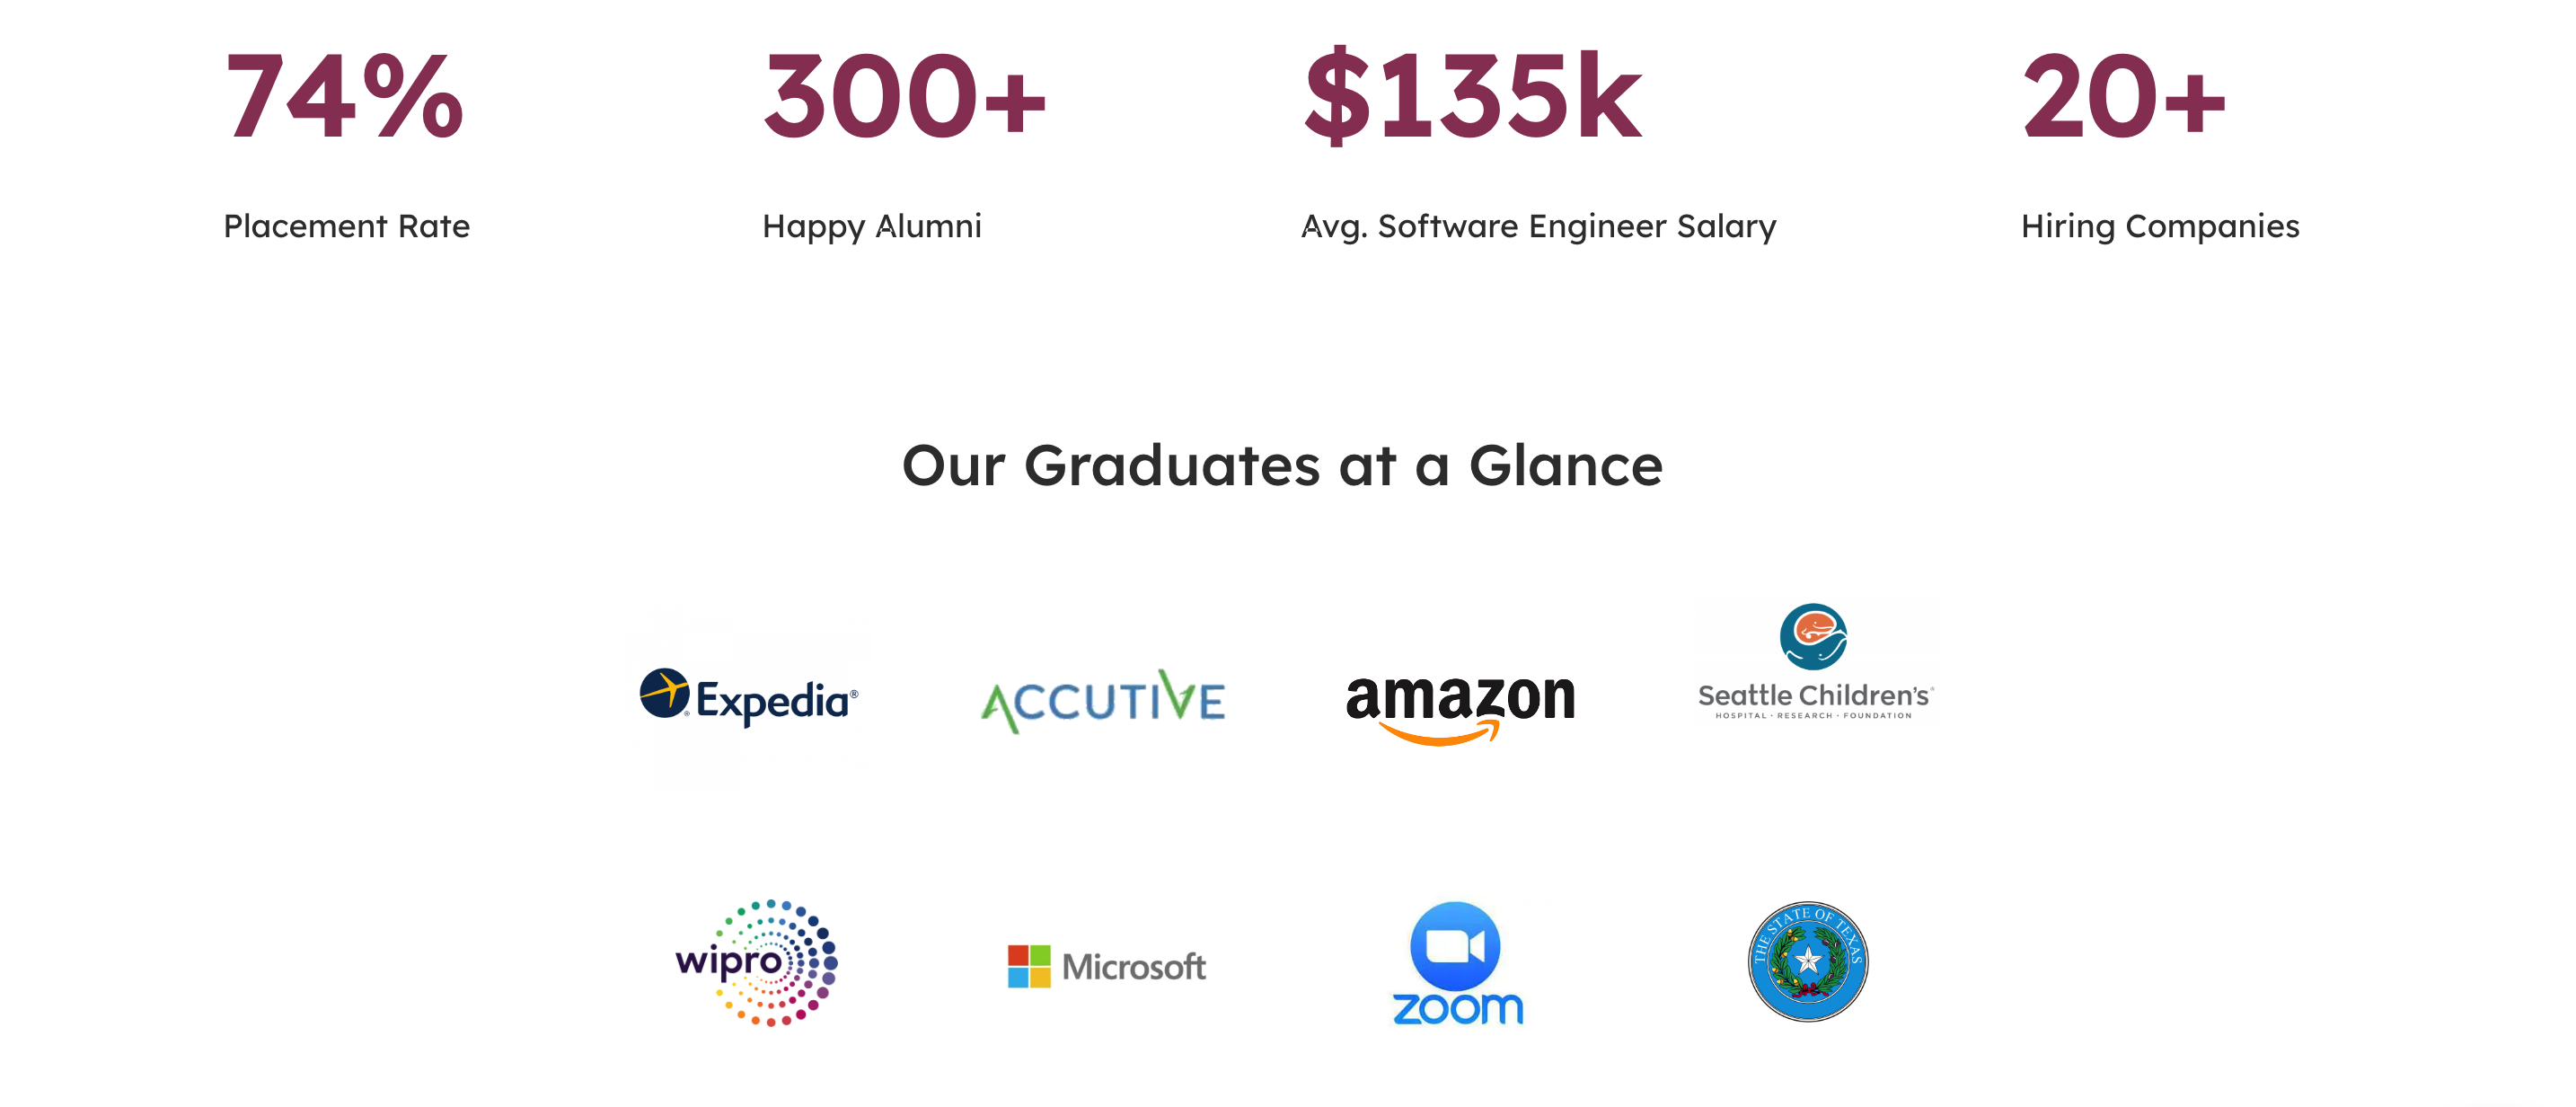 74%
300+
$135k
20+
Placement Rate
Happy Alumni
Avg. Software Engineer Salary
Hiring Companies
Our Graduates at a Glance
Expedia®
ACCUTIVE
amazon
Seattle Children's®
HOSPITAL · RESEARCH · FOUNDATION
wipro
Microsoft
zoom
THE STATE OF TEXAS